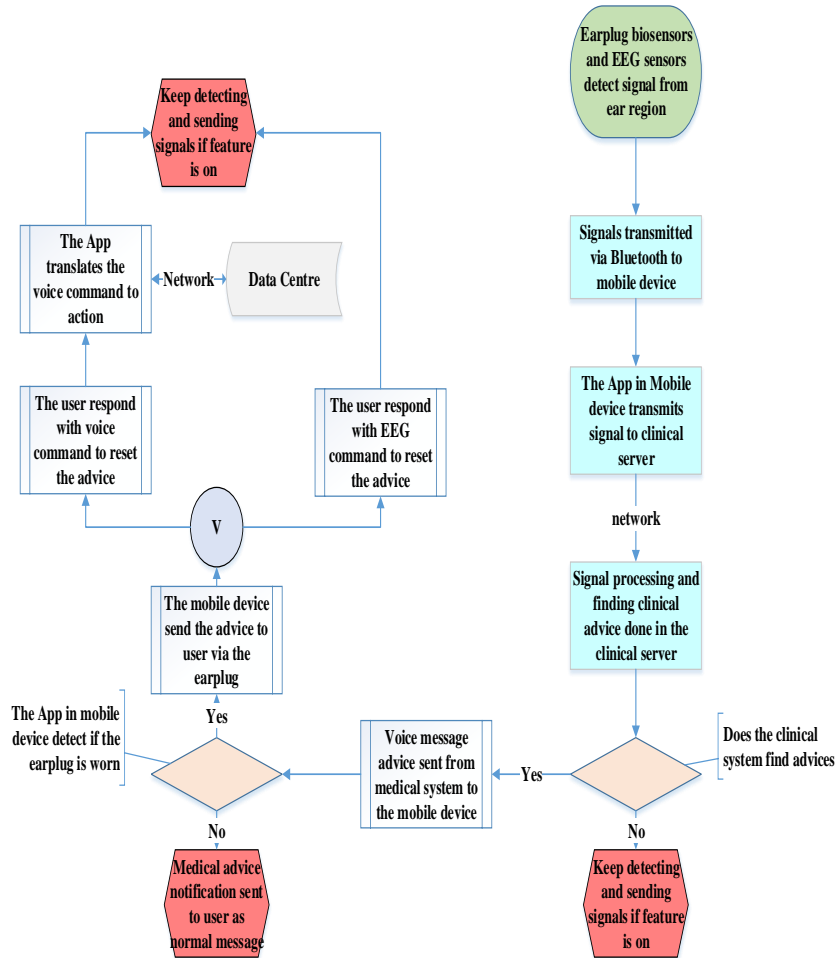 Earplug biosensors
and EEG sensors
detect signal from
ear region
Signals transmitted
via Bluetooth to
mobile device
The App in Mobile
device transmits
signal to clinical
server
network
Signal processing and
finding clinical
advice done in the
clinical server
Does the clinical
system find advices
No
Keep detecting
and sending
signals if feature
is on
Yes
Voice message
advice sent from
medical system to
the mobile device
The App in mobile
device detect if the
earplug is worn
No
Medical advice
notification sent
to user as
normal message
Yes
The mobile device
send the advice to
user via the
earplug
V
The user respond
with voice
command to reset
the advice
The user respond
with EEG
command to reset
the advice
The App
translates the
voice command to
action
Network
Data Centre
Keep detecting
and sending
signals if feature
is on